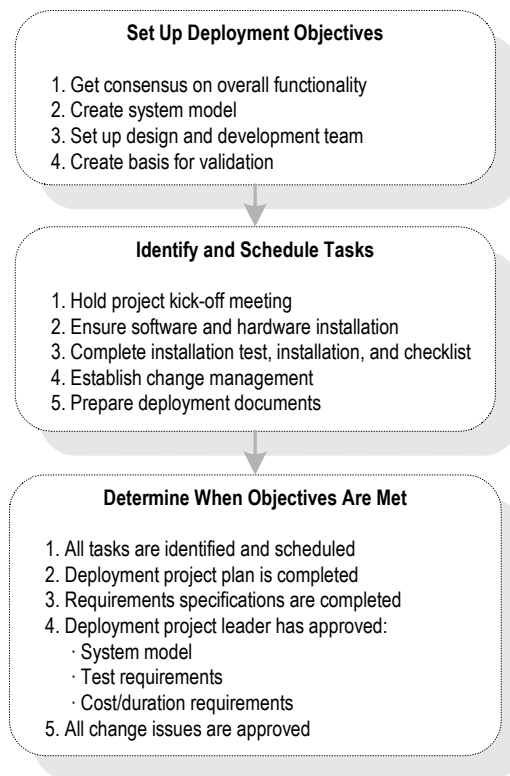 Set Up Deployment Objectives
1. Get consensus on overall functionality
2. Create system model
3. Set up design and development team
4. Create basis for validation
Identify and Schedule Tasks
1. Hold project kick-off meeting
2. Ensure software and hardware installation
3. Complete installation test, installation, and checklist
4. Establish change management
5. Prepare deployment documents
Determine When Objectives Are Met
1. All tasks are identified and scheduled
2. Deployment project plan is completed
3. Requirements specifications are completed
4. Deployment project leader has approved:
· System model
· Test requirements
· Cost/duration requirements
5. All change issues are approved